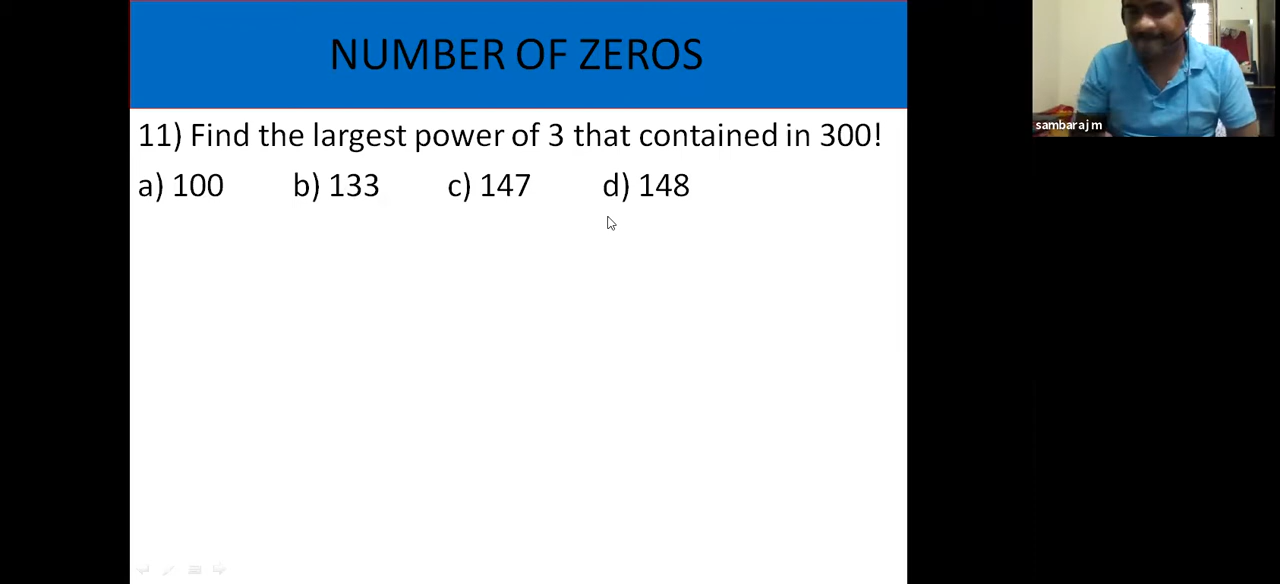 NUMBER OF ZEROS
11) Find the largest power of 3 that contained in 300!
a) 100 b) 133 c) 147 d) 148
sambaraj m